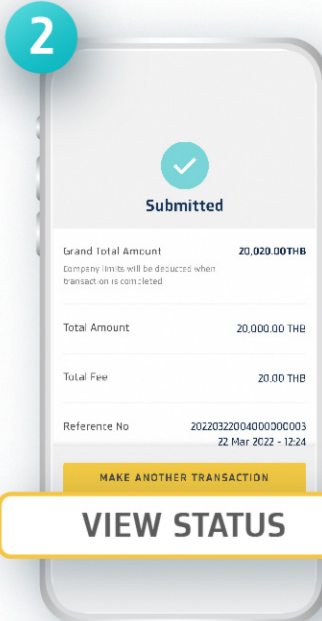 2
Submitted
Grand Total Amount 20,020.00THB
Company limits will be deducted when
transaction is completed
Total Amount 20,000.00 THB
Total Fee 20.00 THB
Reference No 20220322004000000003
22 Mar 2022 - 12:24
MAKE ANOTHER TRANSACTION
VIEW STATUS